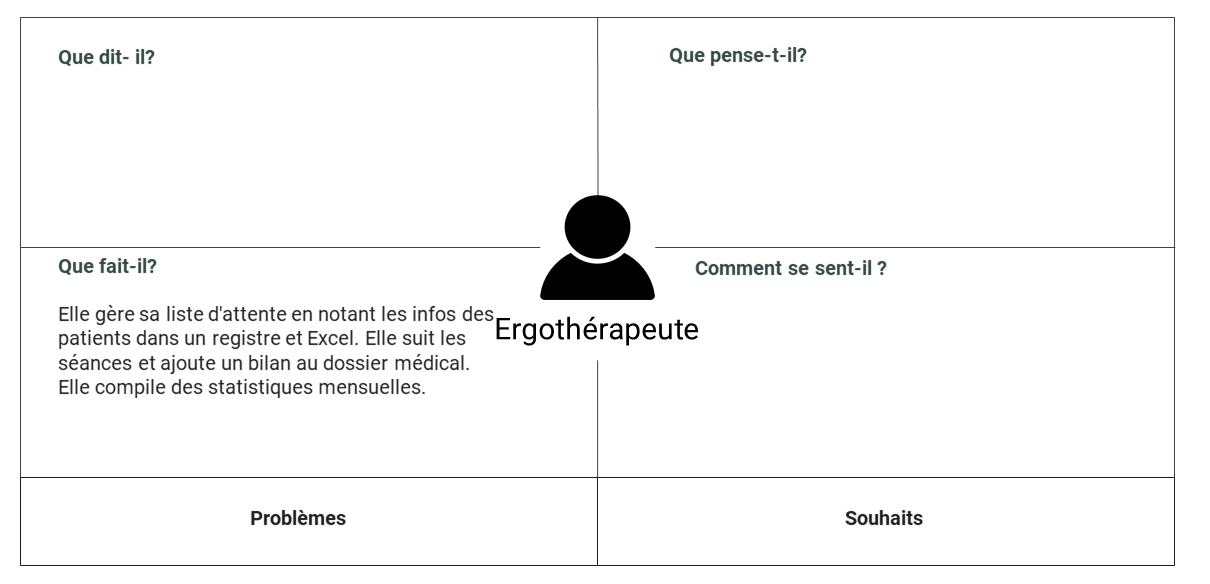 Que dit- il?
Que pense-t-il?
Que fait-il?
Elle gère sa liste d'attente en notant les infos des
patients dans un registre et Excel. Elle suit les
séances et ajoute un bilan au dossier médical.
Elle compile des statistiques mensuelles.
Ergothérapeute
Comment se sent-il ?
Problèmes
Souhaits